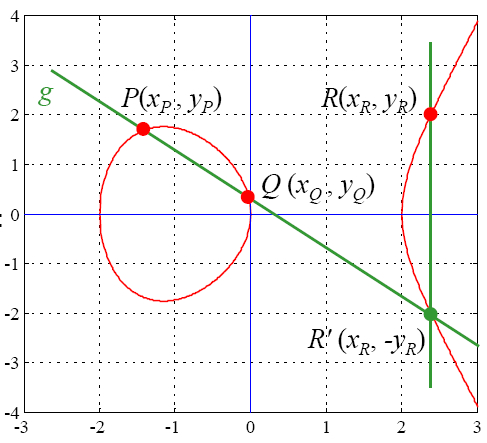 4
3
g
P(x_P, y_P)
2
R(x_R, y_R)
1
Q (x_Q, y_Q)
0
-1
-2
R' (x_R, -y_R)
-3
-4
-3 -2 -1 0 1 2 3